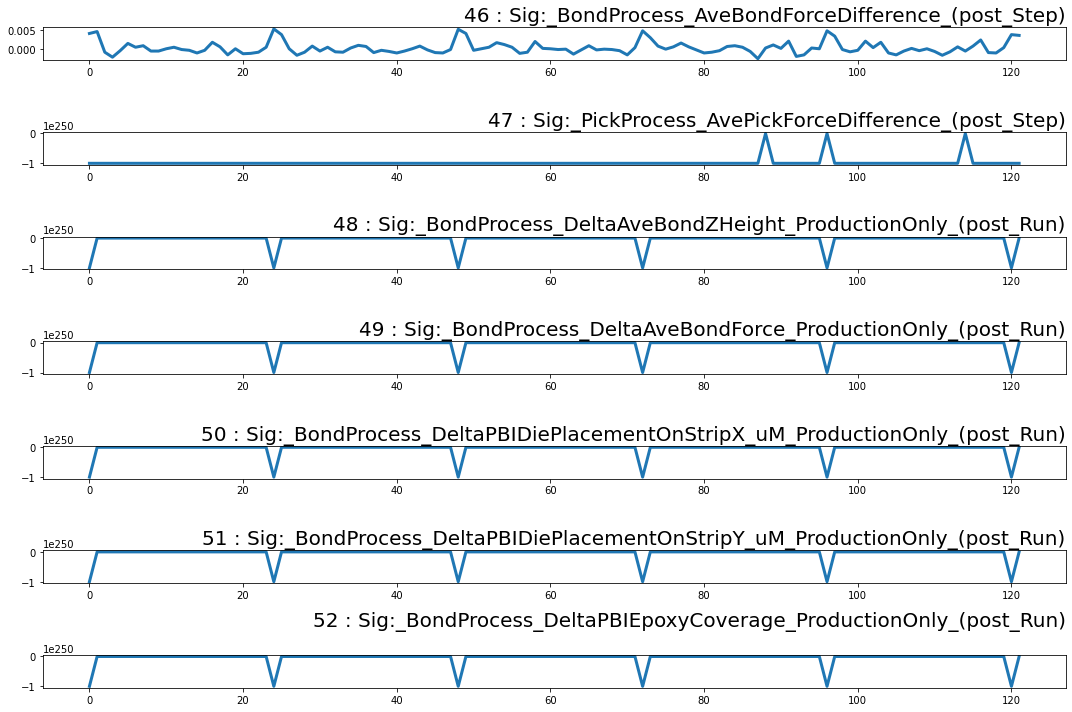 46 : Sig:_BondProcess_AveBondForceDifference_(post_Step)
0.005
0.000
0 20 40 60 80 100 120
47 : Sig:_PickProcess_AvePickForceDifference_(post_Step)
1e250
0
−1
0 20 40 60 80 100 120
48 : Sig:_BondProcess_DeltaAveBondZHeight_ProductionOnly_(post_Run)
1e250
0
−1
0 20 40 60 80 100 120
49 : Sig:_BondProcess_DeltaAveBondForce_ProductionOnly_(post_Run)
1e250
0
−1
0 20 40 60 80 100 120
50 : Sig:_BondProcess_DeltaPBIDiePlacementOnStripX_uM_ProductionOnly_(post_Run)
1e250
0
−1
0 20 40 60 80 100 120
51 : Sig:_BondProcess_DeltaPBIDiePlacementOnStripY_uM_ProductionOnly_(post_Run)
1e250
0
−1
0 20 40 60 80 100 120
52 : Sig:_BondProcess_DeltaPBIEpoxyCoverage_ProductionOnly_(post_Run)
1e250
0
−1
0 20 40 60 80 100 120